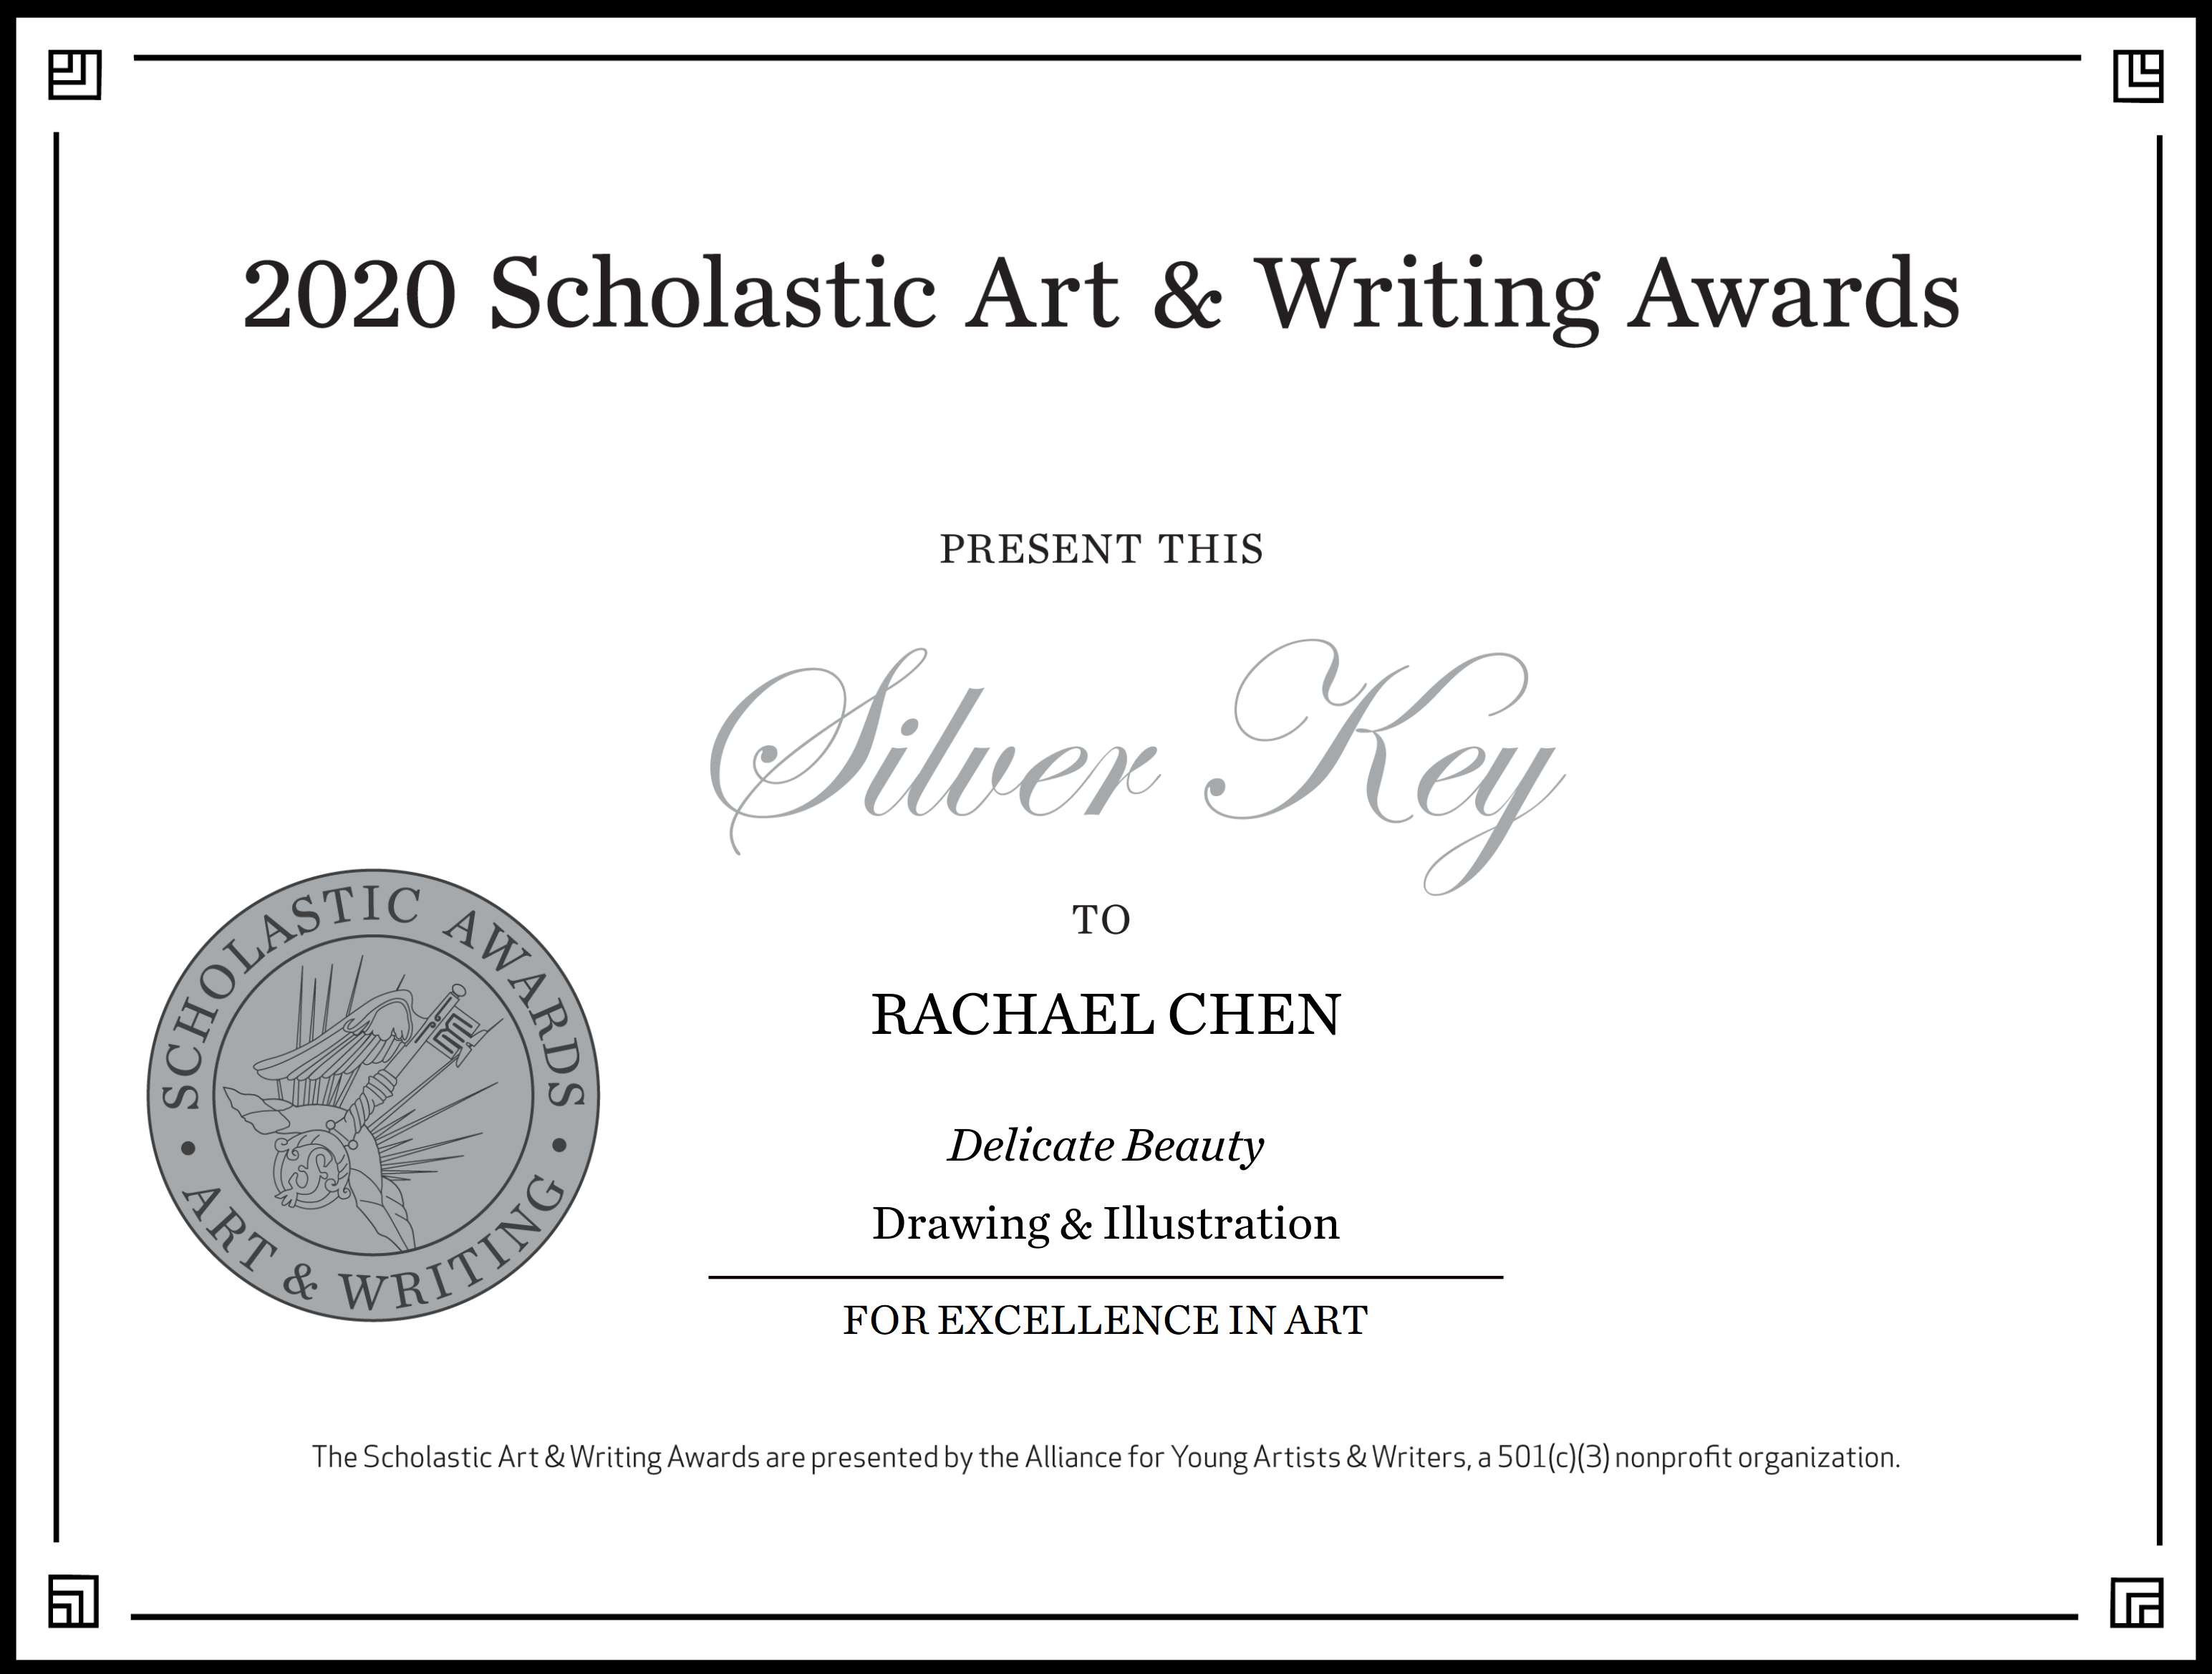 2020 Scholastic Art & Writing Awards
PRESENT THIS
Silver Key
TO
RACHAEL CHEN
Delicate Beauty
Drawing & Illustration
FOR EXCELLENCE IN ART
SCHOLASTIC AWARDS
• ART & WRITING •
The Scholastic Art & Writing Awards are presented by the Alliance for Young Artists & Writers, a 501(c)(3) nonprofit organization.